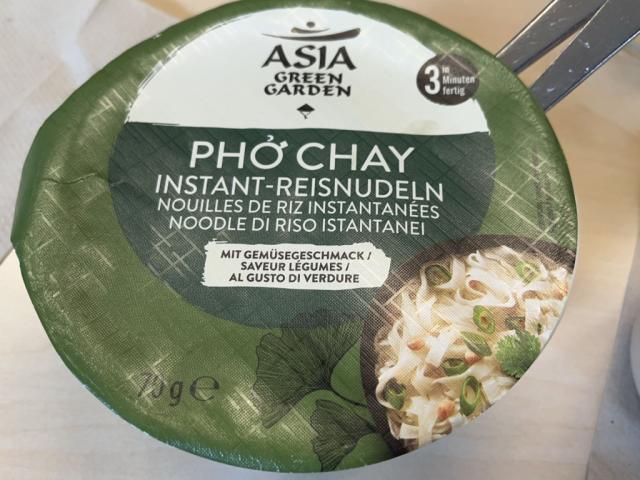 ASIA
GREEN
GARDEN
3 in
Minuten
fertig
PHỞ CHAY
INSTANT-REISNUDELN
NOUILLES DE RIZ INSTANTANÉES
NOODLE DI RISO ISTANTANEI
MIT GEMÜSEGESCHMACK /
SAVEUR LÉGUMES /
AL GUSTO DI VERDURE
70 g ℮